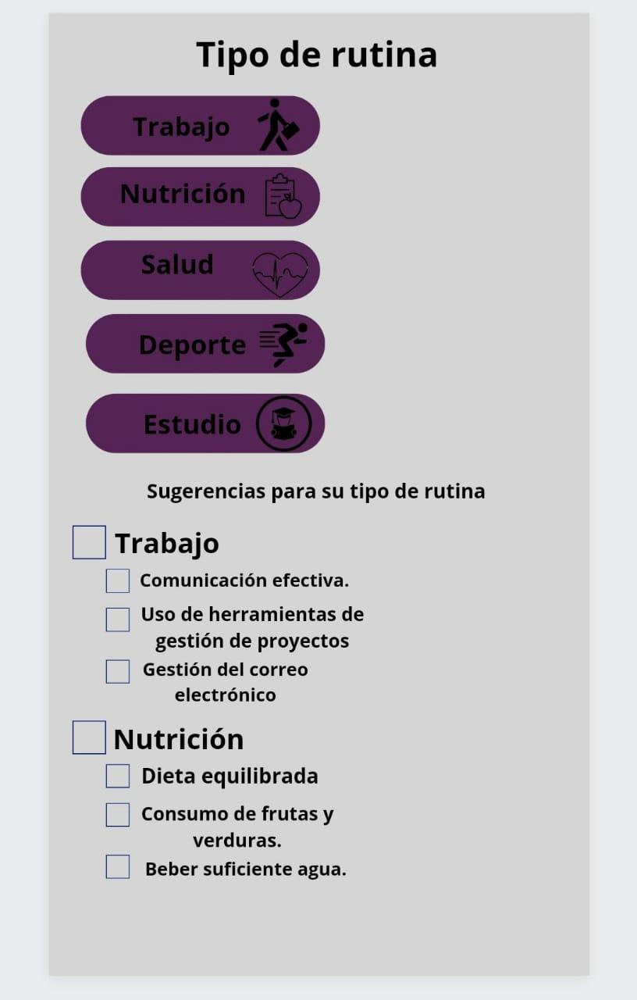 Tipo de rutina
Trabajo
Nutrición
Salud
Deporte
Estudio
Sugerencias para su tipo de rutina
Trabajo
Comunicación efectiva.
Uso de herramientas de
gestión de proyectos
Gestión del correo
electrónico
Nutrición
Dieta equilibrada
Consumo de frutas y
verduras.
Beber suficiente agua.